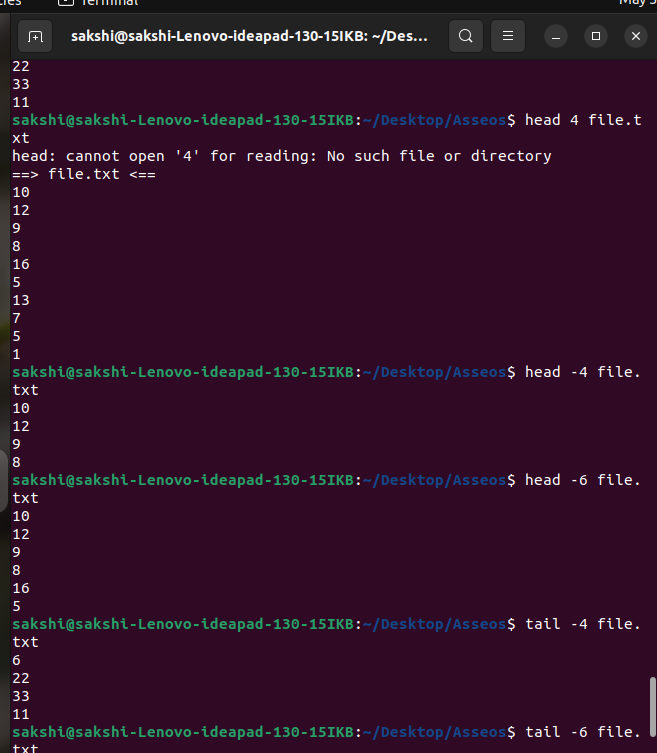 Terminal
May 3
sakshi@sakshi-Lenovo-ideapad-130-15IKB: ~/Des...
22
33
11
sakshi@sakshi-Lenovo-ideapad-130-15IKB:~/Desktop/Asseos$ head 4 file.t
xt
head: cannot open '4' for reading: No such file or directory
==> file.txt <==
10
12
9
8
16
5
13
7
5
1
sakshi@sakshi-Lenovo-ideapad-130-15IKB:~/Desktop/Asseos$ head -4 file.
txt
10
12
9
8
sakshi@sakshi-Lenovo-ideapad-130-15IKB:~/Desktop/Asseos$ head -6 file.
txt
10
12
9
8
16
5
sakshi@sakshi-Lenovo-ideapad-130-15IKB:~/Desktop/Asseos$ tail -4 file.
txt
6
22
33
11
sakshi@sakshi-Lenovo-ideapad-130-15IKB:~/Desktop/Asseos$ tail -6 file.
txt